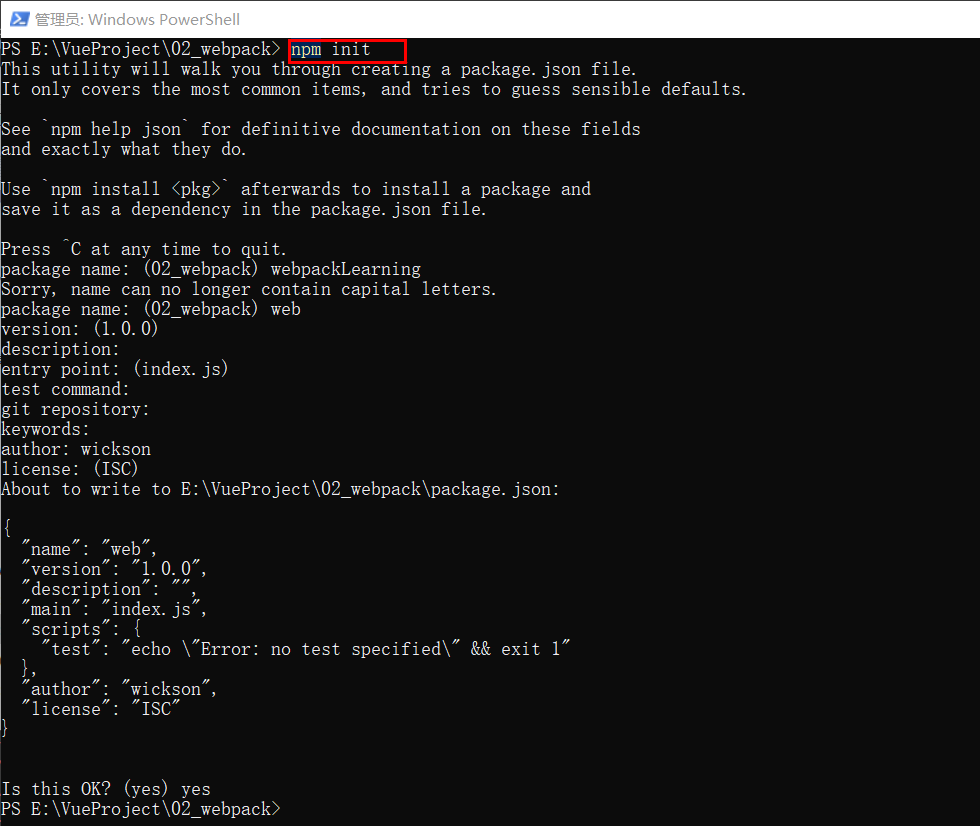 管理员: Windows PowerShell
PS E:\VueProject\02_webpack> npm init
This utility will walk you through creating a package.json file.
It only covers the most common items, and tries to guess sensible defaults.
See `npm help json` for definitive documentation on these fields
and exactly what they do.
Use `npm install <pkg>` afterwards to install a package and
save it as a dependency in the package.json file.
Press ^C at any time to quit.
package name: (02_webpack) webpackLearning
Sorry, name can no longer contain capital letters.
package name: (02_webpack) web
version: (1.0.0)
description:
entry point: (index.js)
test command:
git repository:
keywords:
author: wickson
license: (ISC)
About to write to E:\VueProject\02_webpack\package.json:
{
  "name": "web",
  "version": "1.0.0",
  "description": "",
  "main": "index.js",
  "scripts": {
    "test": "echo \"Error: no test specified\" && exit 1"
  },
  "author": "wickson",
  "license": "ISC"
}
Is this OK? (yes) yes
PS E:\VueProject\02_webpack>